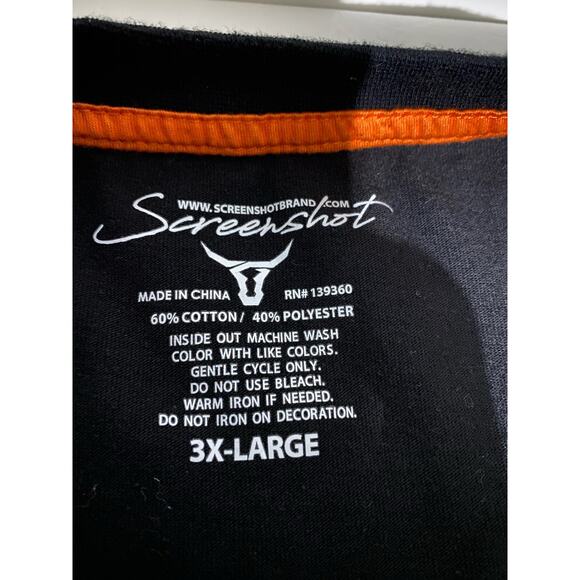 WWW.SCREENSHOTBRAND.COM
Screenshot
MADE IN CHINA RN# 139360
60% COTTON / 40% POLYESTER
INSIDE OUT MACHINE WASH
COLOR WITH LIKE COLORS.
GENTLE CYCLE ONLY.
DO NOT USE BLEACH.
WARM IRON IF NEEDED.
DO NOT IRON ON DECORATION.
3X-LARGE